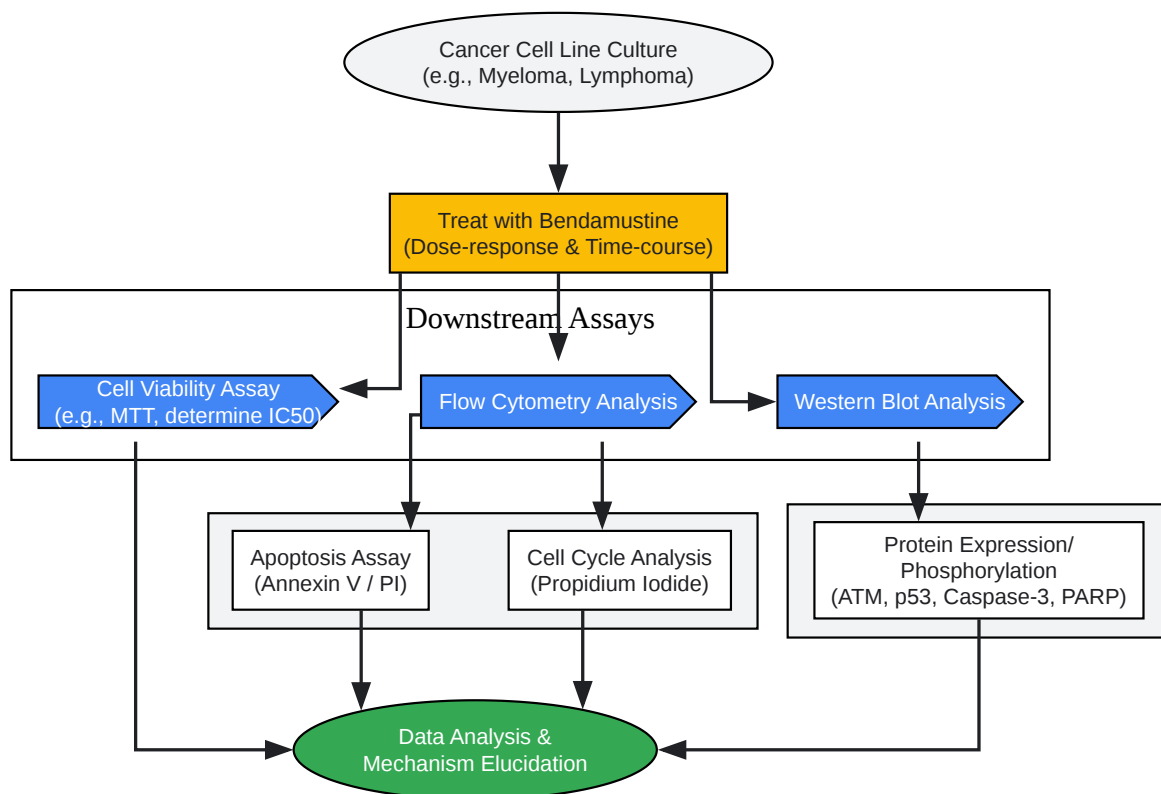 Cancer Cell Line Culture
(e.g., Myeloma, Lymphoma)
Treat with Bendamustine
(Dose-response & Time-course)
Downstream Assays
Cell Viability Assay
(e.g., MTT, determine IC50)
Flow Cytometry Analysis
Western Blot Analysis
Apoptosis Assay
(Annexin V / PI)
Cell Cycle Analysis
(Propidium Iodide)
Protein Expression/
Phosphorylation
(ATM, p53, Caspase-3, PARP)
Data Analysis &
Mechanism Elucidation